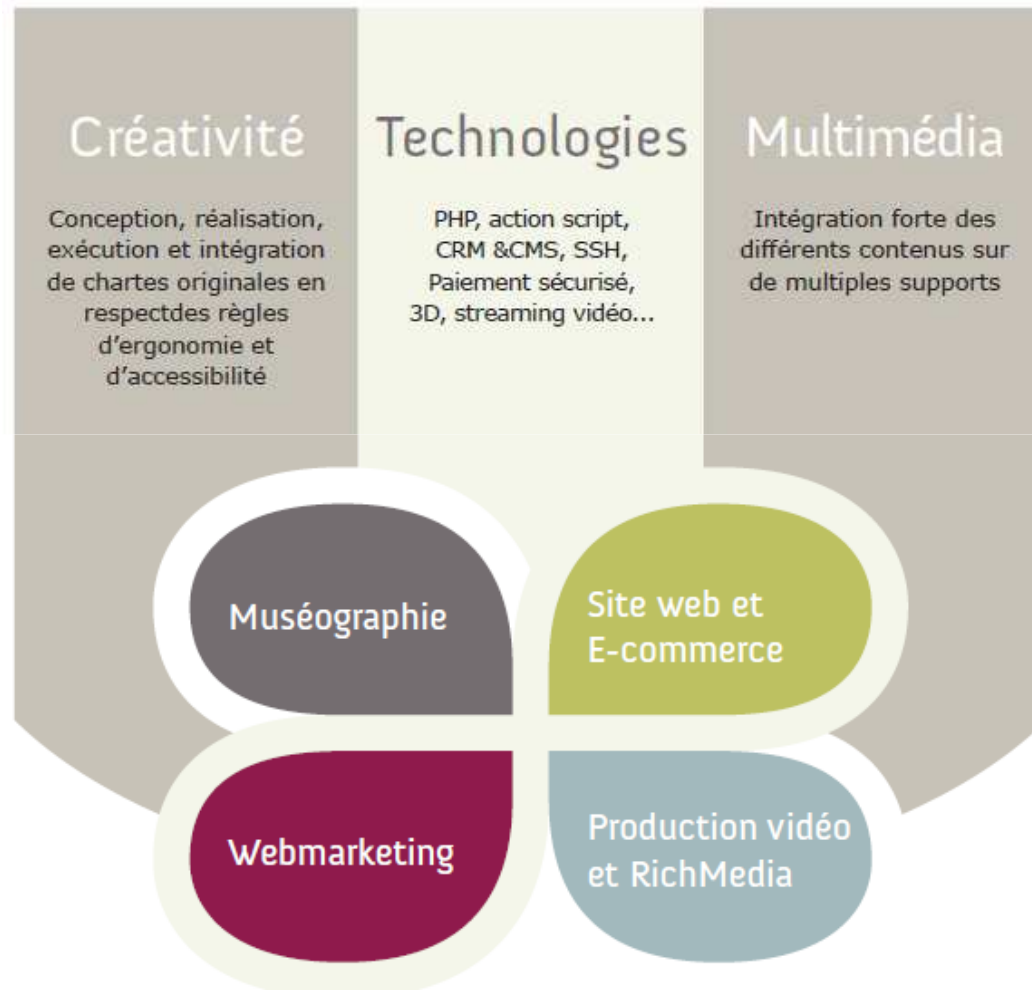 Créativité
Conception, réalisation,
exécution et intégration
de chartes originales en
respectdes règles
d'ergonomie et
d'accessibilité
Technologies
PHP, action script,
CRM &CMS, SSH,
Paiement sécurisé,
3D, streaming vidéo...
Multimédia
Intégration forte des
différents contenus sur
de multiples supports
Muséographie
Site web et
E-commerce
Webmarketing
Production vidéo
et RichMedia